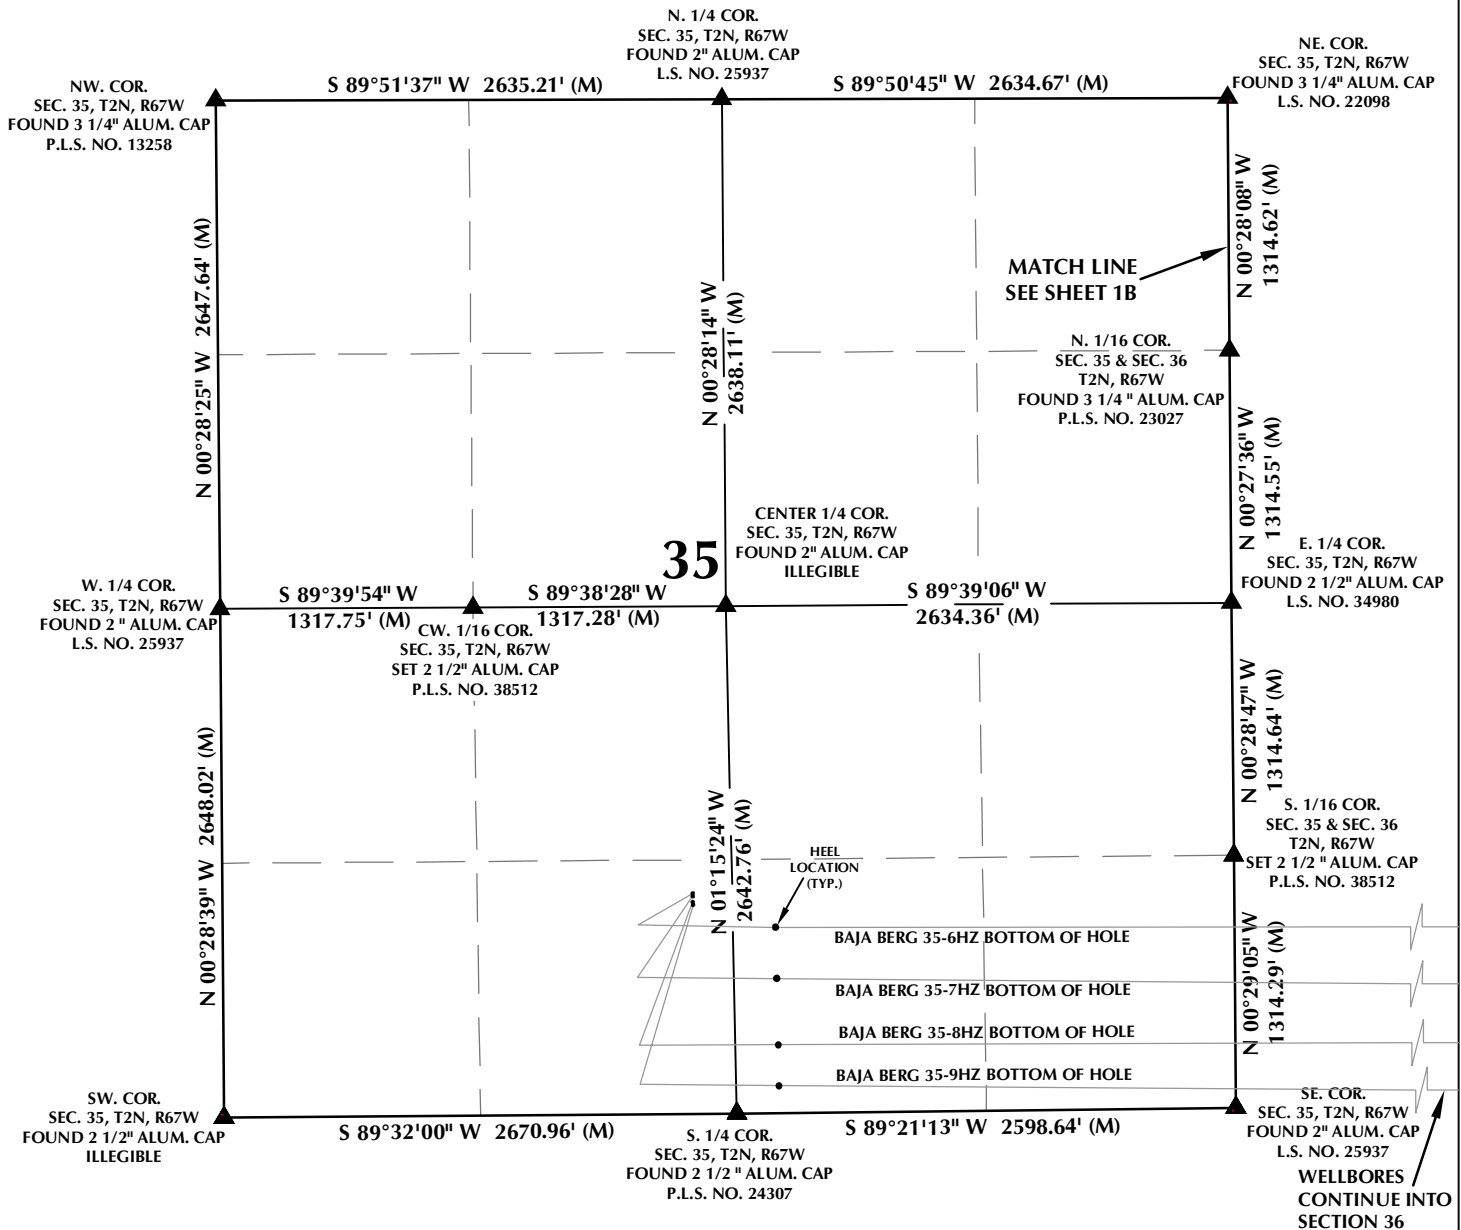 N. 1/4 COR.
SEC. 35, T2N, R67W
FOUND 2" ALUM. CAP
L.S. NO. 25937
NE. COR.
SEC. 35, T2N, R67W
FOUND 3 1/4" ALUM. CAP
L.S. NO. 22098
NW. COR.
SEC. 35, T2N, R67W
FOUND 3 1/4" ALUM. CAP
P.L.S. NO. 13258
S 89°51'37" W 2635.21' (M)
S 89°50'45" W 2634.67' (M)
N 00°28'25" W 2647.64' (M)
N 00°28'14" W
2638.11' (M)
N 00°28'08" W
1314.62' (M)
MATCH LINE
SEE SHEET 1B
N. 1/16 COR.
SEC. 35 & SEC. 36
T2N, R67W
FOUND 3 1/4 " ALUM. CAP
P.L.S. NO. 23027
N 00°27'36" W
1314.55' (M)
CENTER 1/4 COR.
SEC. 35, T2N, R67W
FOUND 2" ALUM. CAP
ILLEGIBLE
35
E. 1/4 COR.
SEC. 35, T2N, R67W
FOUND 2 1/2" ALUM. CAP
L.S. NO. 34980
W. 1/4 COR.
SEC. 35, T2N, R67W
FOUND 2 " ALUM. CAP
L.S. NO. 25937
S 89°39'54" W
1317.75' (M)
S 89°38'28" W
1317.28' (M)
S 89°39'06" W
2634.36' (M)
CW. 1/16 COR.
SEC. 35, T2N, R67W
SET 2 1/2" ALUM. CAP
P.L.S. NO. 38512
N 00°28'39" W 2648.02' (M)
N 01°15'24" W
2642.76' (M)
N 00°28'47" W
1314.64' (M)
S. 1/16 COR.
SEC. 35 & SEC. 36
T2N, R67W
SET 2 1/2 " ALUM. CAP
P.L.S. NO. 38512
HEEL
LOCATION
(TYP.)
N 00°29'05" W
1314.29' (M)
BAJA BERG 35-6HZ BOTTOM OF HOLE
BAJA BERG 35-7HZ BOTTOM OF HOLE
BAJA BERG 35-8HZ BOTTOM OF HOLE
BAJA BERG 35-9HZ BOTTOM OF HOLE
SW. COR.
SEC. 35, T2N, R67W
FOUND 2 1/2" ALUM. CAP
ILLEGIBLE
S 89°32'00" W 2670.96' (M)
S. 1/4 COR.
SEC. 35, T2N, R67W
FOUND 2 1/2 " ALUM. CAP
P.L.S. NO. 24307
S 89°21'13" W 2598.64' (M)
SE. COR.
SEC. 35, T2N, R67W
FOUND 2" ALUM. CAP
L.S. NO. 25937
WELLBORES
CONTINUE INTO
SECTION 36